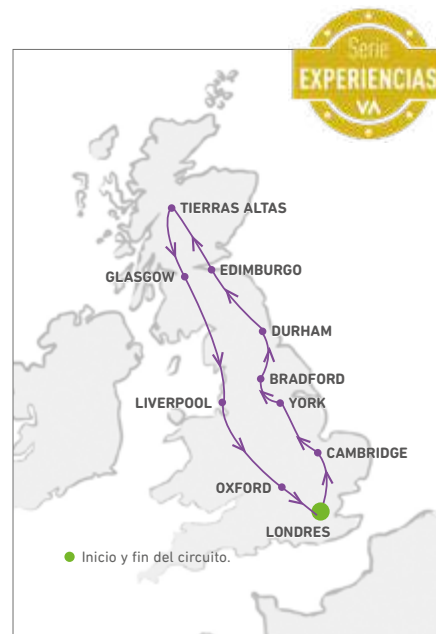 Serie
EXPERIENCIAS
VA
TIERRAS ALTAS
EDIMBURGO
GLASGOW
DURHAM
BRADFORD
LIVERPOOL
YORK
CAMBRIDGE
OXFORD
LONDRES
Inicio y fin del circuito.